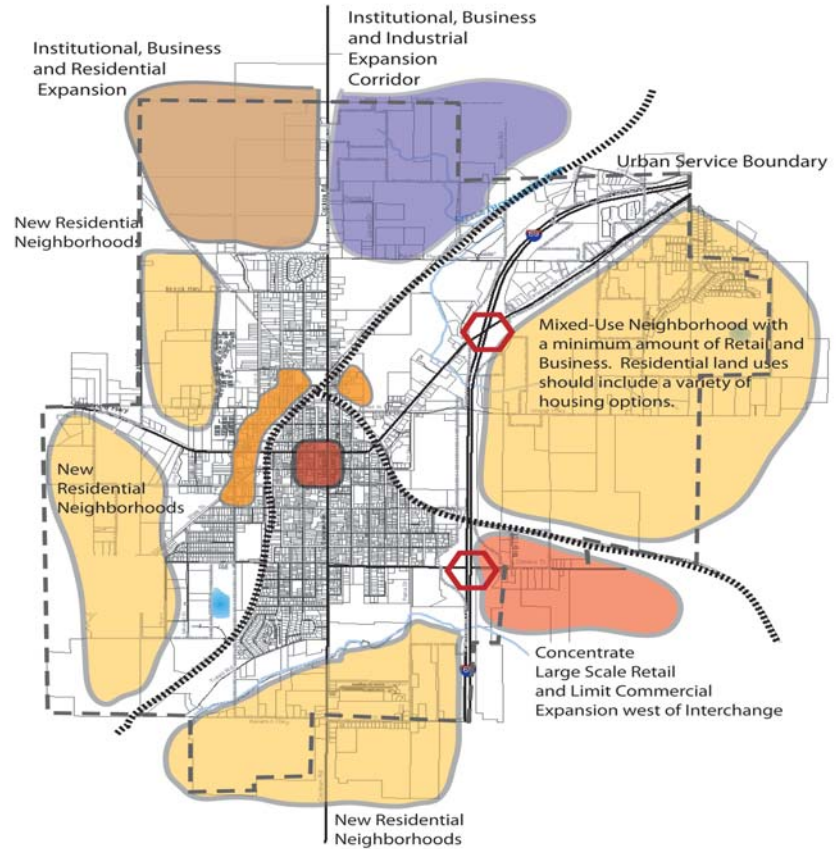 Institutional, Business
and Residential
Expansion
Institutional, Business
and Industrial
Expansion
Corridor
Urban Service Boundary
New Residential
Neighborhoods
Mixed-Use Neighborhood with
a minimum amount of Retail and
Business. Residential land uses
should include a variety of
housing options.
New
Residential
Neighborhoods
Concentrate
Large Scale Retail
and Limit Commercial
Expansion west of Interchange
New Residential
Neighborhoods